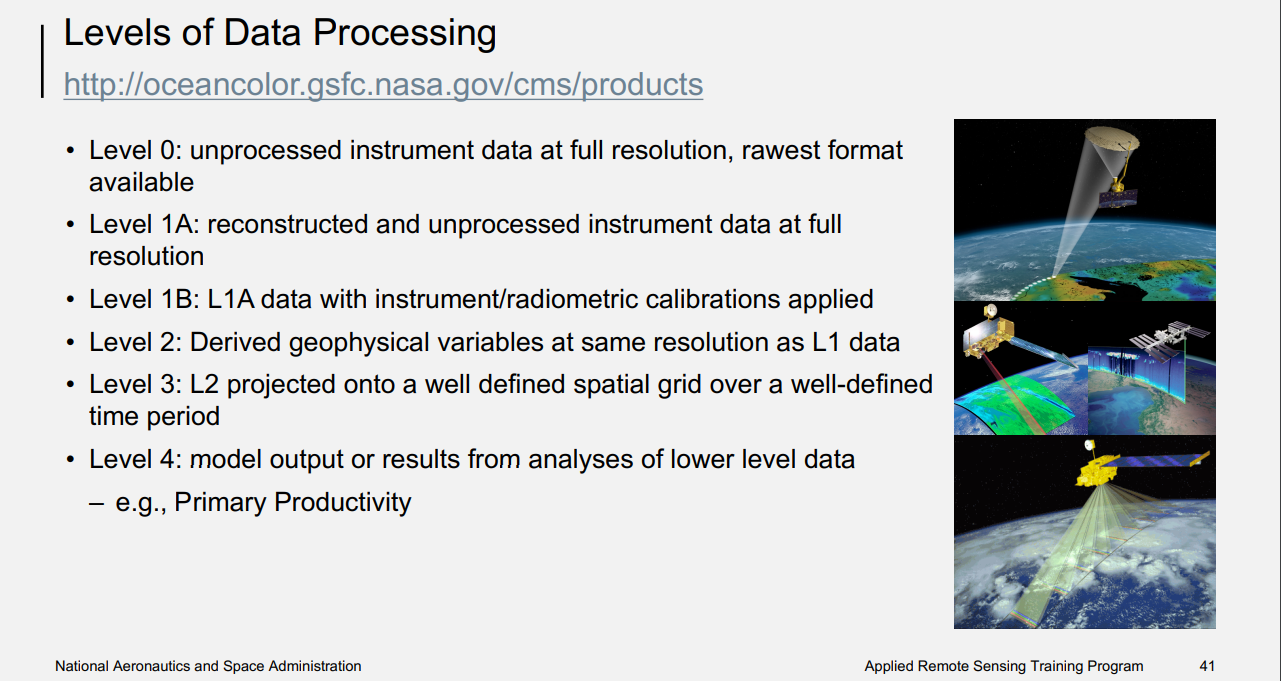 Levels of Data Processing
http://oceancolor.gsfc.nasa.gov/cms/products
• Level 0: unprocessed instrument data at full resolution, rawest format
available
• Level 1A: reconstructed and unprocessed instrument data at full
resolution
• Level 1B: L1A data with instrument/radiometric calibrations applied
• Level 2: Derived geophysical variables at same resolution as L1 data
• Level 3: L2 projected onto a well defined spatial grid over a well-defined
time period
• Level 4: model output or results from analyses of lower level data
– e.g., Primary Productivity
National Aeronautics and Space Administration
Applied Remote Sensing Training Program
41